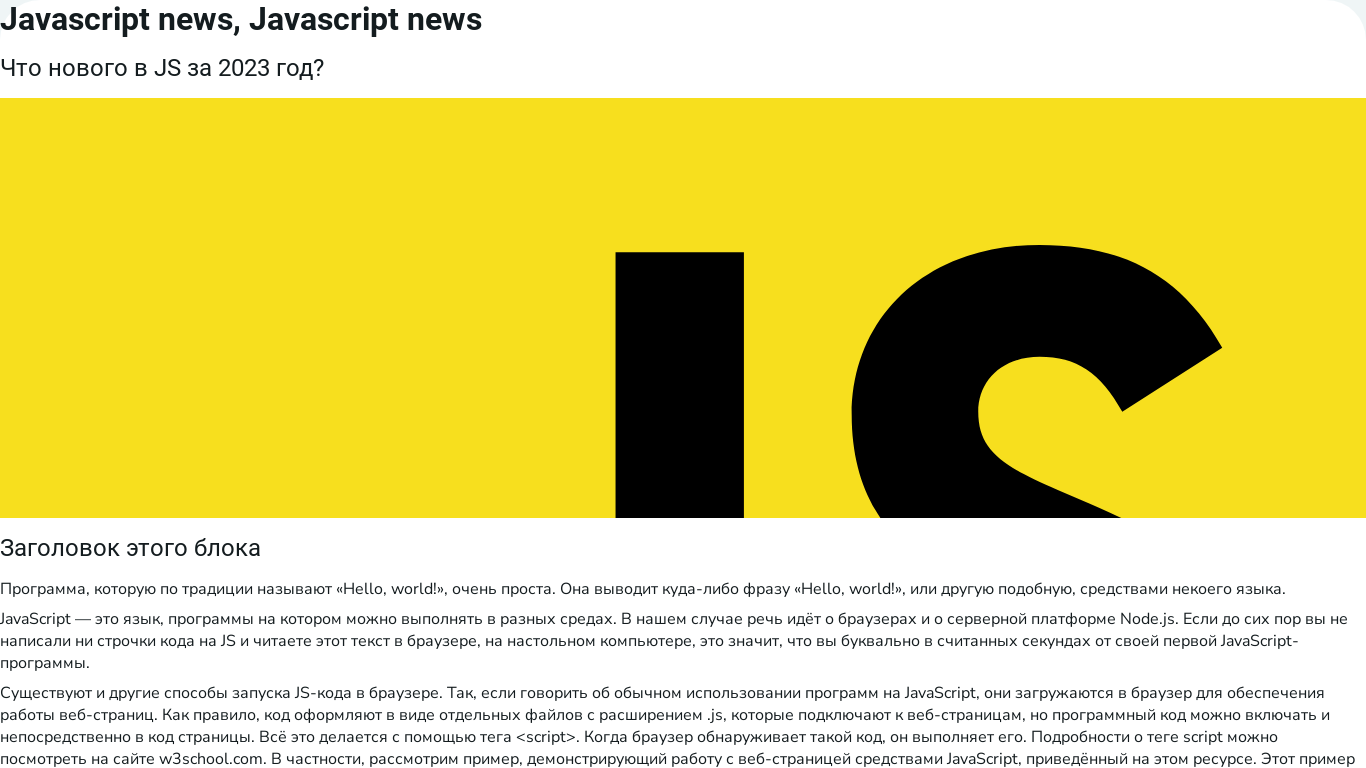 Javascript news, Javascript news
Что нового в JS за 2023 год?
JS
Заголовок этого блока
Программа, которую по традиции называют «Hello, world!», очень проста. Она выводит куда-либо фразу «Hello, world!», или другую подобную, средствами некоего языка.
JavaScript — это язык, программы на котором можно выполнять в разных средах. В нашем случае речь идёт о браузерах и о серверной платформе Node.js. Если до сих пор вы не
написали ни строчки кода на JS и читаете этот текст в браузере, на настольном компьютере, это значит, что вы буквально в считанных секундах от своей первой JavaScript-
программы.
Существуют и другие способы запуска JS-кода в браузере. Так, если говорить об обычном использовании программ на JavaScript, они загружаются в браузер для обеспечения
работы веб-страниц. Как правило, код оформляют в виде отдельных файлов с расширением .js, которые подключают к веб-страницам, но программный код можно включать и
непосредственно в код страницы. Всё это делается с помощью тега <script>. Когда браузер обнаруживает такой код, он выполняет его. Подробности о теге script можно
посмотреть на сайте w3school.com. В частности, рассмотрим пример, демонстрирующий работу с веб-страницей средствами JavaScript, приведённый на этом ресурсе. Этот пример